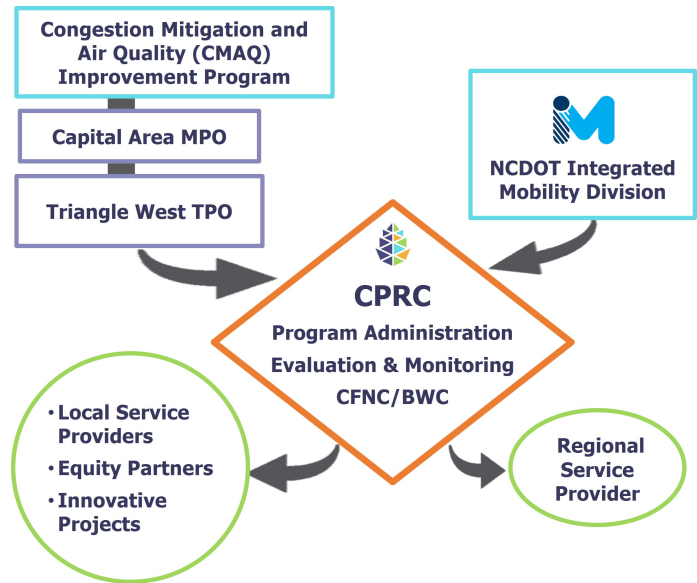 Congestion Mitigation and
Air Quality (CMAQ)
Improvement Program
Capital Area MPO
Triangle West TPO
iM
NCDOT Integrated
Mobility Division
CPRC
Program Administration
Evaluation & Monitoring
CFNC/BWC
• Local Service
Providers
• Equity Partners
• Innovative
Projects
Regional
Service
Provider